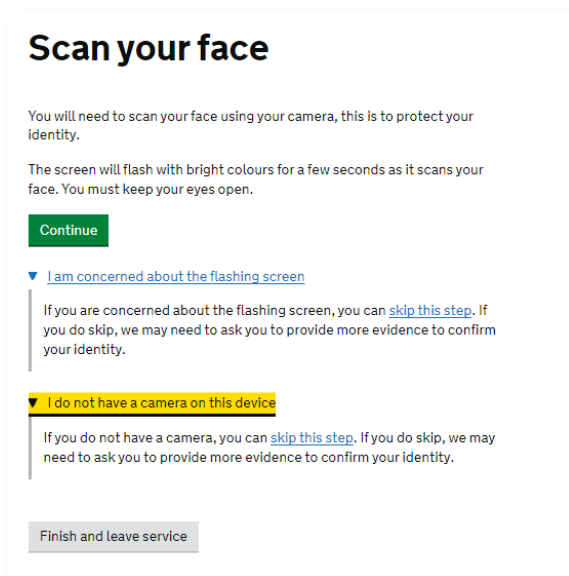 Scan your face
You will need to scan your face using your camera, this is to protect your
identity.
The screen will flash with bright colours for a few seconds as it scans your
face. You must keep your eyes open.
Continue
I am concerned about the flashing screen
If you are concerned about the flashing screen, you can skip this step. If
you do skip, we may need to ask you to provide more evidence to confirm
your identity.
I do not have a camera on this device
If you do not have a camera, you can skip this step. If you do skip, we may
need to ask you to provide more evidence to confirm your identity.
Finish and leave service